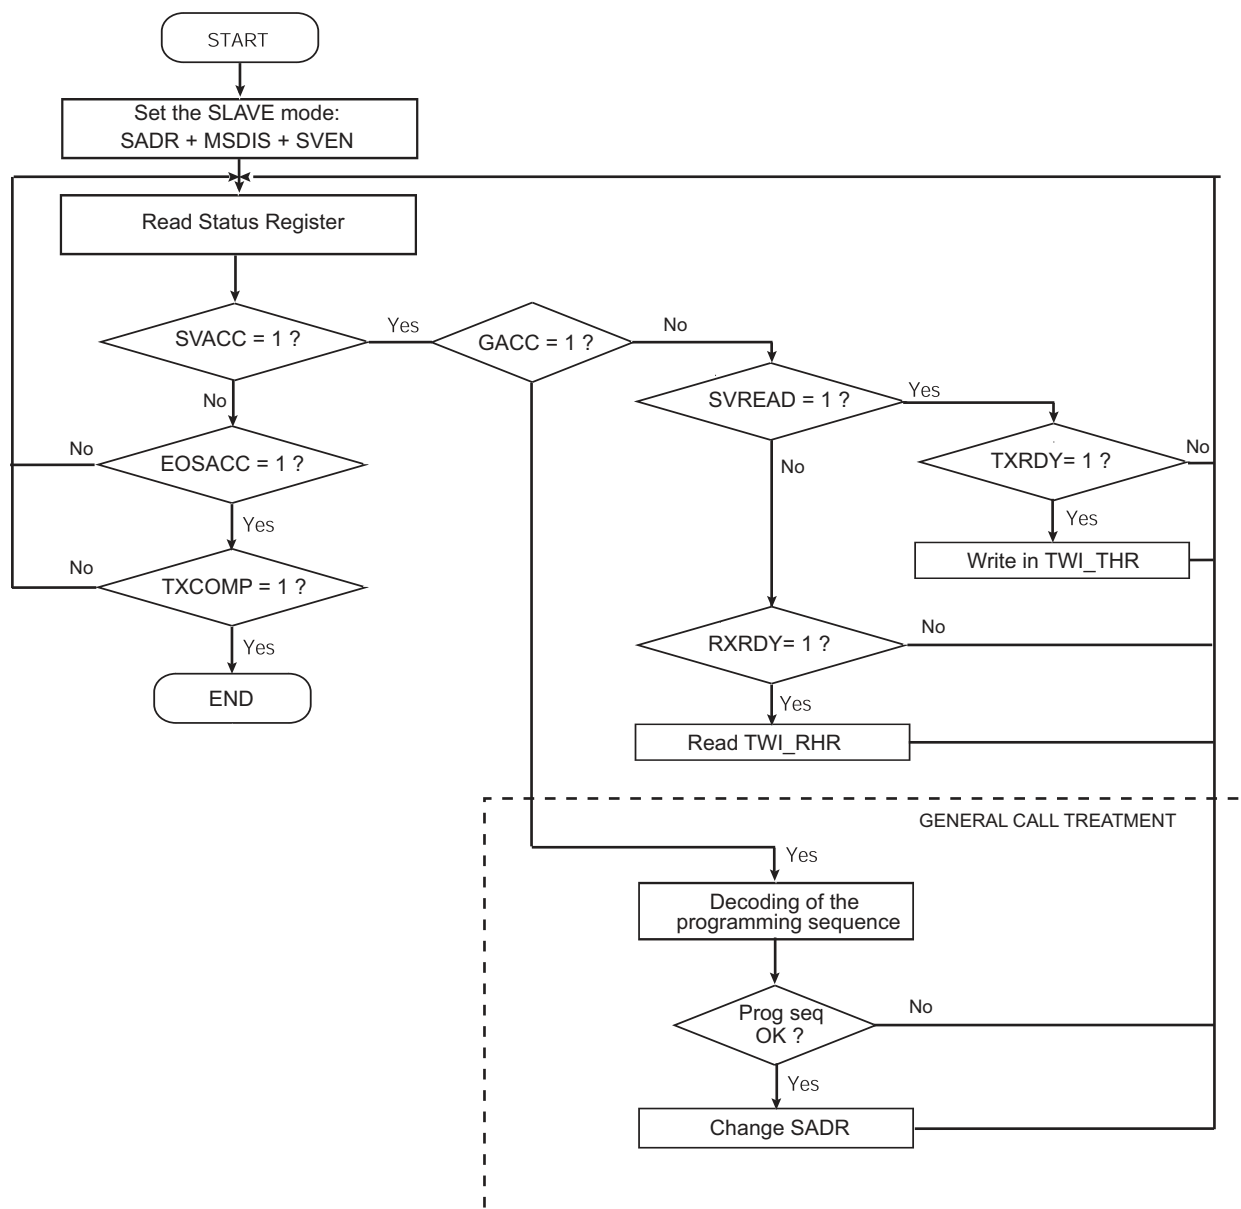 START
Set the SLAVE mode:
SADR + MSDIS + SVEN
Read Status Register
SVACC = 1 ?
Yes
GACC = 1 ?
No
SVREAD = 1 ?
Yes
No
EOSACC = 1 ?
No
TXRDY= 1 ?
No
No
Yes
Yes
Write in TWI_THR
No
TXCOMP = 1 ?
RXRDY= 1 ?
No
Yes
END
Yes
Read TWI_RHR
GENERAL CALL TREATMENT
Yes
Decoding of the
programming sequence
Prog seq
OK ?
No
Yes
Change SADR